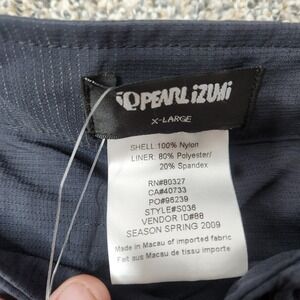 PEARL iZUMi
X-LARGE
SHELL:100% Nylon
LINER: 80% Polyester/
20% Spandex
RN#80327
CA#40733
PO#96239
STYLE#S036
VENDOR ID#88
SEASON SPRING 2009
Made in Macau of imported fabric
Fait aus Macau de tissu importe